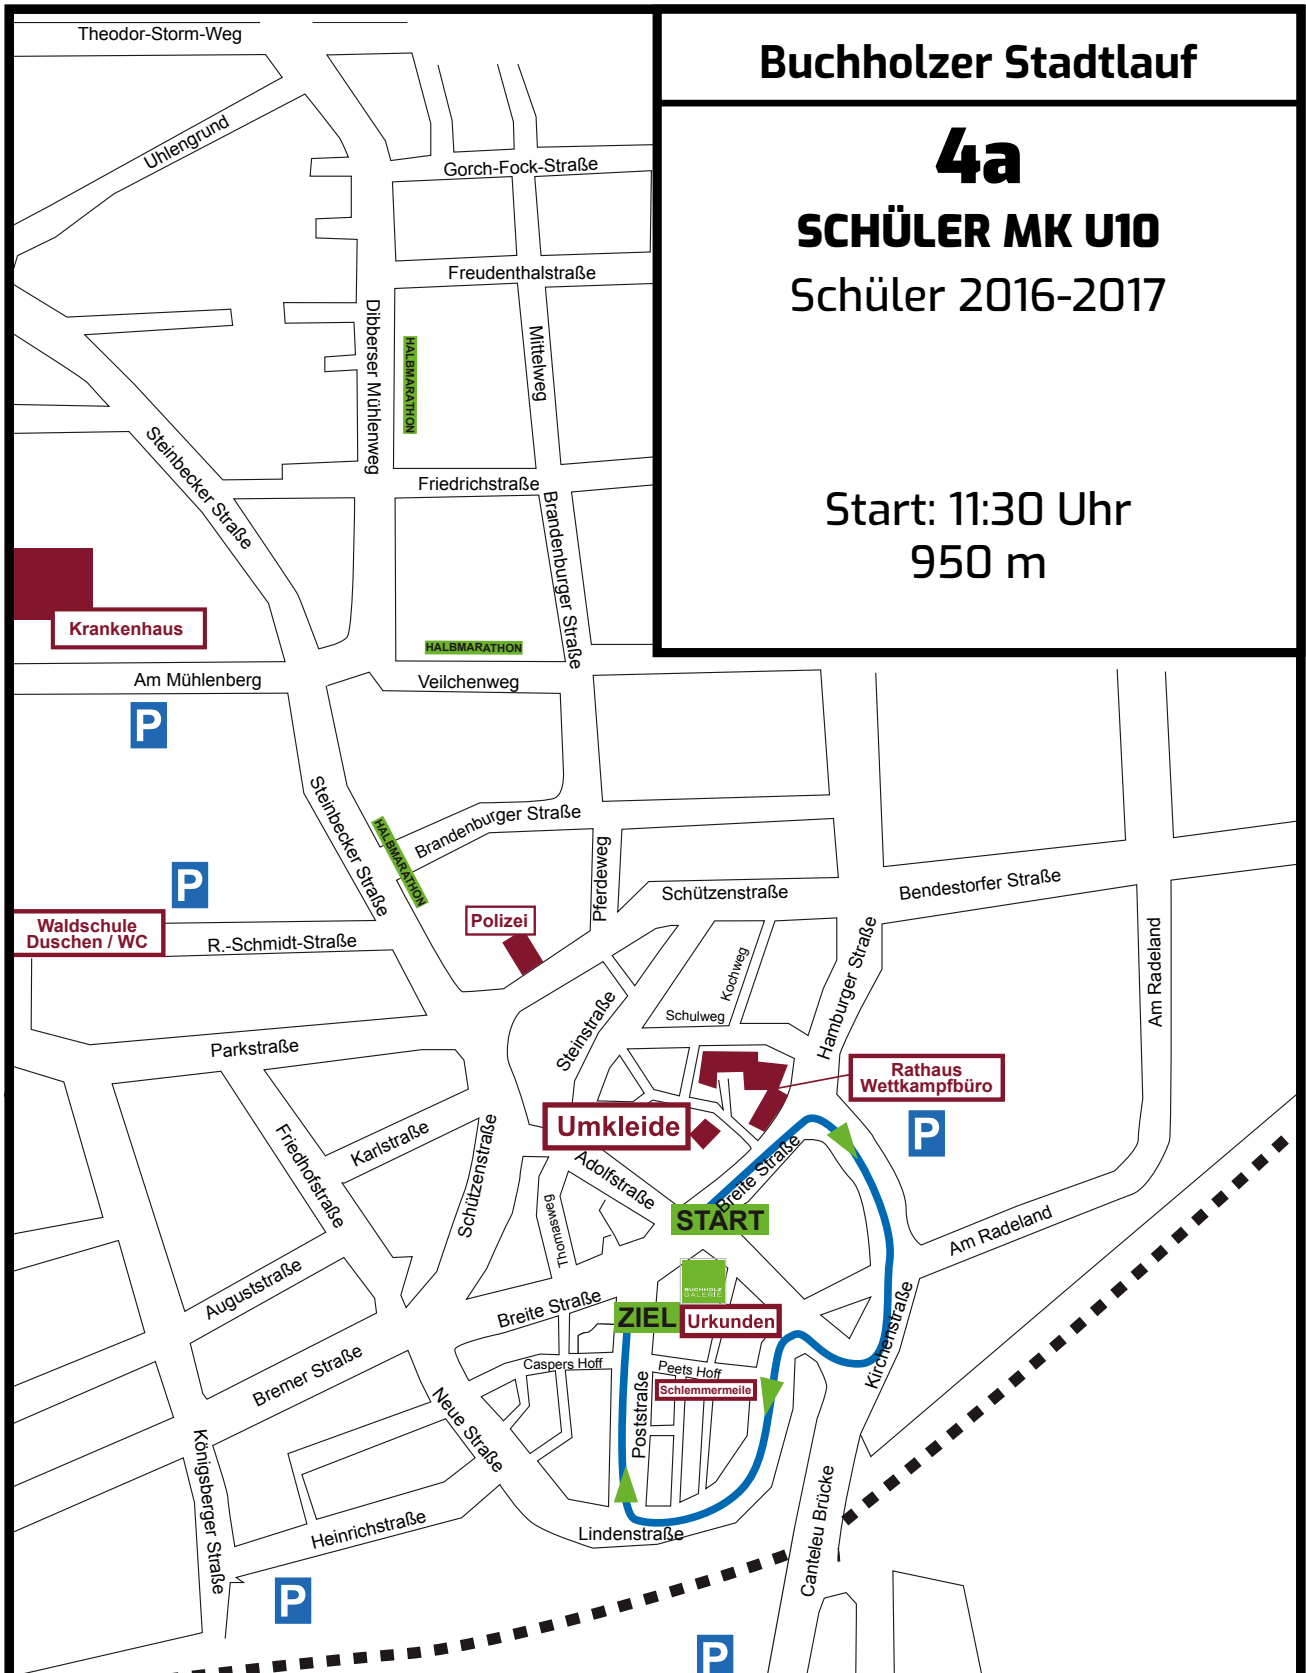 Theodor-Storm-Weg
Buchholzer Stadtlauf
4a
SCHÜLER MK U10
Schüler 2016-2017
Start: 11:30 Uhr
950 m
Uhlengrund
Gorch-Fock-Straße
Freudenthalstraße
Dibberser Mühlenweg
HALBMARATHON
Mittelweg
Steinbecker Straße
Friedrichstraße
Brandenburger Straße
Krankenhaus
HALBMARATHON
Am Mühlenberg
Veilchenweg
P
Steinbecker Straße
HALBMARATHON
Brandenburger Straße
Pferdeweg
P
Schützenstraße
Bendestorfer Straße
Waldschule
Duschen / WC
R.-Schmidt-Straße
Polizei
Kochweg
Hamburger Straße
Am Radeland
Schulweg
Steinstraße
Parkstraße
Rathaus
Wettkampfbüro
Umkleide
P
Friedhofstraße
Karlstraße
Schützenstraße
Adolfstraße
Breite Straße
Thomasweg
START
Am Radeland
Auguststraße
BUCHHOLZ
GALERIE
Breite Straße
ZIEL
Urkunden
Kirchenstraße
Bremer Straße
Caspers Hoff
Peets Hoff
Schlemmermeile
Neue Straße
Poststraße
Königsberger Straße
Heinrichstraße
Lindenstraße
Canteleu Brücke
P
P